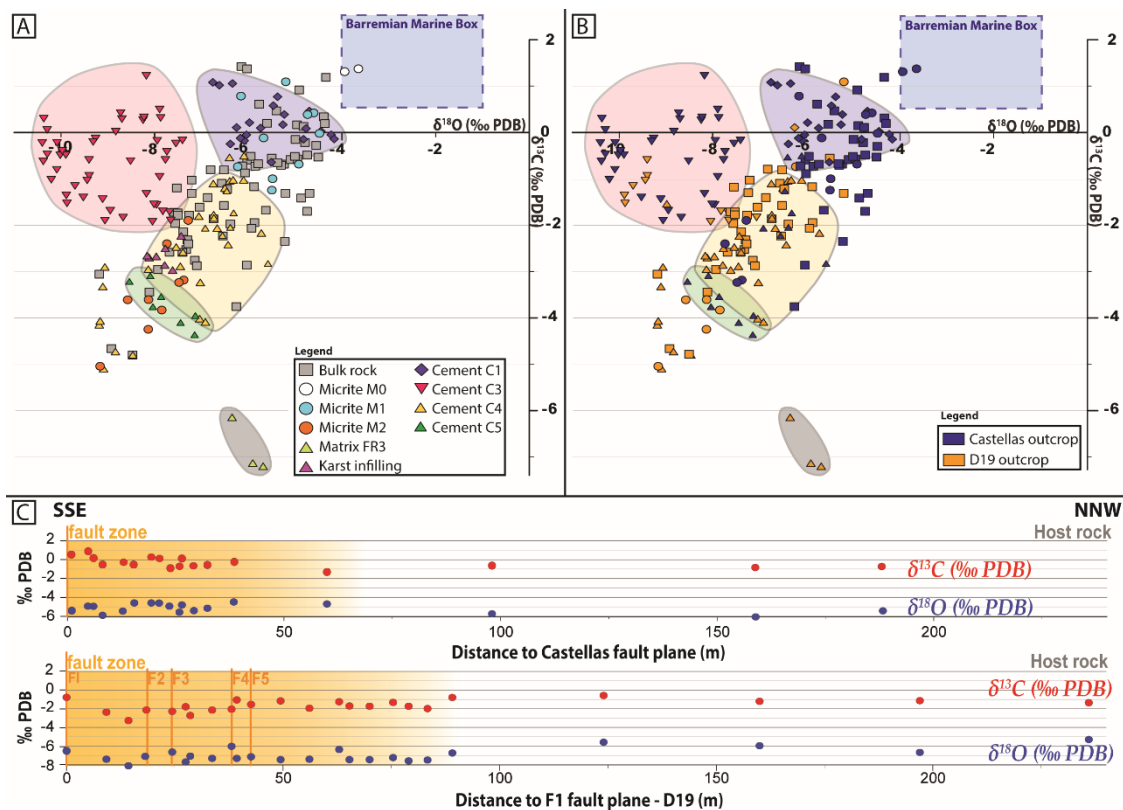 A
Barremian Marine Box
2
δ¹⁸O (‰ PDB)
-10 -8 -6 -4 -2
0
δ¹³C (‰ PDB)
-2
-4
-6
Legend
Bulk rock
Micrite M0
Micrite M1
Micrite M2
Matrix FR3
Karst infilling
Cement C1
Cement C3
Cement C4
Cement C5
B
Barremian Marine Box
2
δ¹⁸O (‰ PDB)
-10 -8 -6 -4 -2
0
δ¹³C (‰ PDB)
-2
-4
-6
Legend
Castellas outcrop
D19 outcrop
C SSE NNW
fault zone Host rock
‰ PDB
2
0
-2
-4
-6
δ¹³C (‰ PDB)
δ¹⁸O (‰ PDB)
0 50 100 150 200
Distance to Castellas fault plane (m)
fault zone Host rock
F1 F2 F3 F4 F5
‰ PDB
2
0
-2
-4
-6
-8
δ¹³C (‰ PDB)
δ¹⁸O (‰ PDB)
0 50 100 150 200
Distance to F1 fault plane - D19 (m)